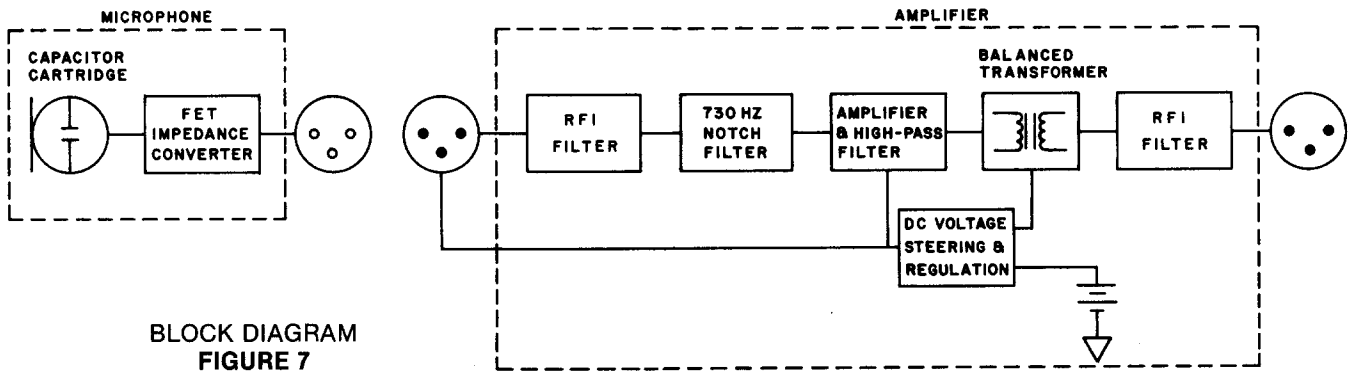 MICROPHONE
CAPACITOR
CARTRIDGE
FET
IMPEDANCE
CONVERTER
AMPLIFIER
RFI
FILTER
730 HZ
NOTCH
FILTER
AMPLIFIER
& HIGH-PASS
FILTER
BALANCED
TRANSFORMER
RFI
FILTER
DC VOLTAGE
STEERING &
REGULATION
BLOCK DIAGRAM
FIGURE 7